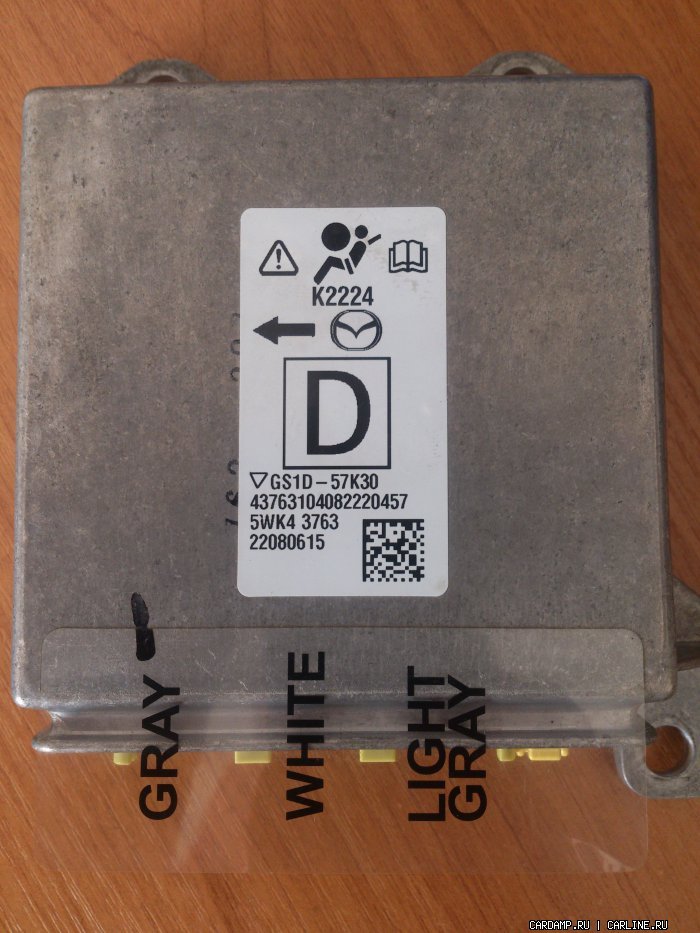 K2224
D
GS1D-57K30
43763104082220457
5WK4 3763
22080615
GRAY
WHITE
LIGHT
GRAY
CARDAMP.RU | CARLINE.RU